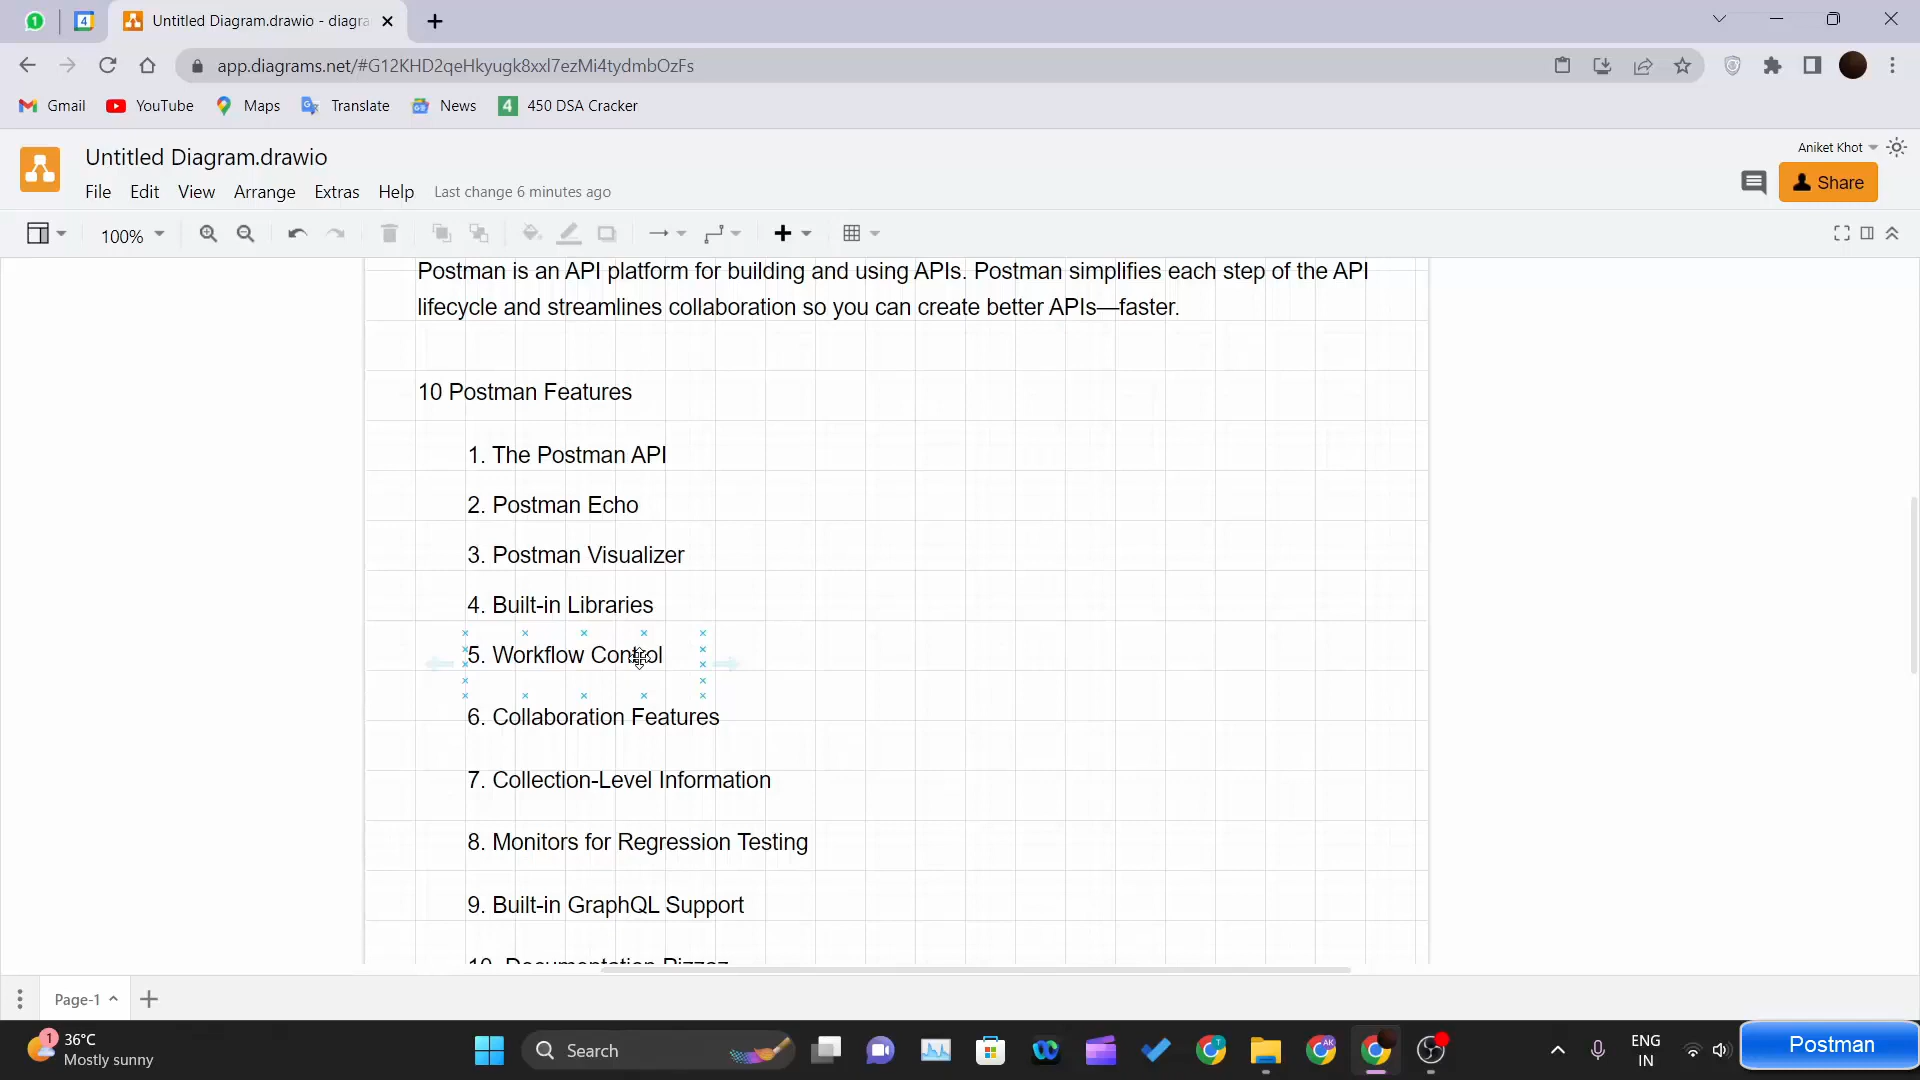 Untitled Diagram.drawio - diagra
app.diagrams.net/#G12KHD2qeHkyugk8xxl7ezMi4tydmbOzFs
Gmail YouTube Maps Translate News 4 450 DSA Cracker
Untitled Diagram.drawio
Aniket Khot
File Edit View Arrange Extras Help Last change 6 minutes ago
Share
100%
Postman is an API platform for building and using APIs. Postman simplifies each step of the API
lifecycle and streamlines collaboration so you can create better APIs—faster.
10 Postman Features
1. The Postman API
2. Postman Echo
3. Postman Visualizer
4. Built-in Libraries
5. Workflow Control
6. Collaboration Features
7. Collection-Level Information
8. Monitors for Regression Testing
9. Built-in GraphQL Support
10. Documentation Pizzaz
Page-1
1 36°C
Mostly sunny
Search
ENG
IN
Postman